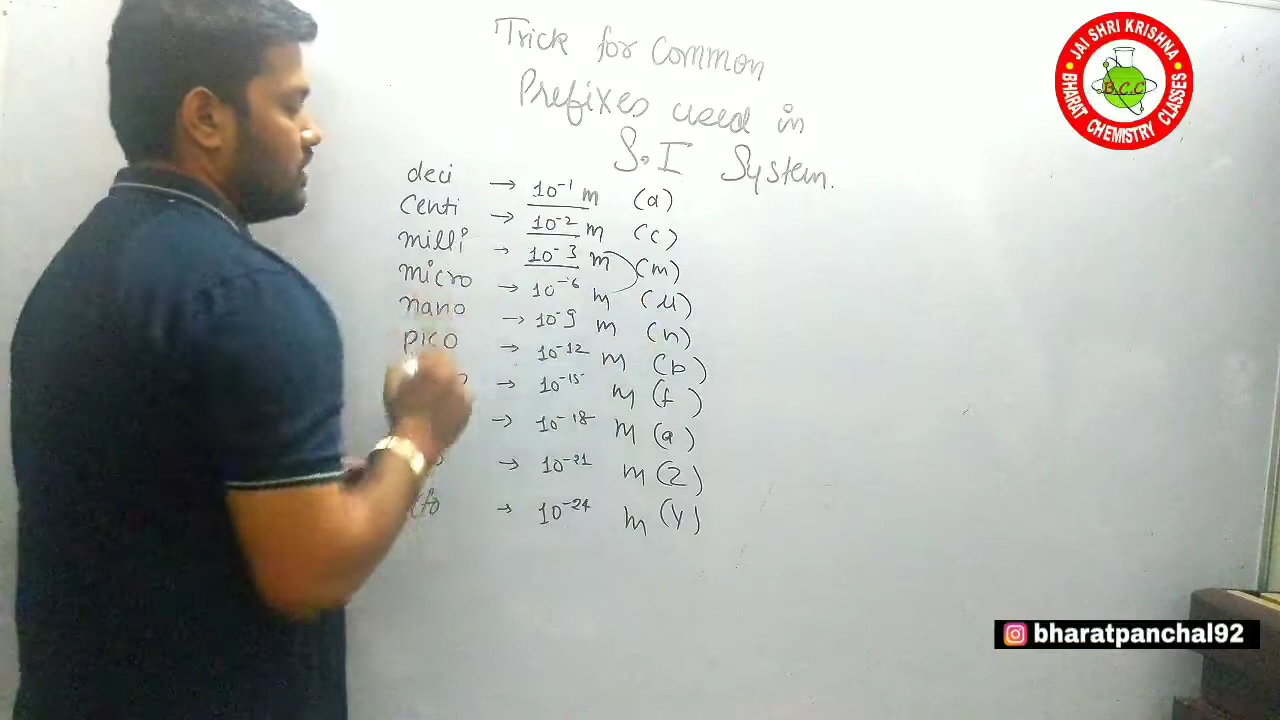 Trick for Common
Prefixes used in
S.I System.
deci → 10⁻¹ m (a)
Centi → 10⁻² m (c)
milli → 10⁻³ m (m)
micro → 10⁻⁶ m (μ)
nano → 10⁻⁹ m (n)
pico → 10⁻¹² m (b)
→ 10⁻¹⁵ m (f)
→ 10⁻¹⁸ m (a)
→ 10⁻²¹ m (Z)
→ 10⁻²⁴ m (Y)
JAI SHRI KRISHNA
B.C.C
BHARAT CHEMISTRY CLASSES
bharatpanchal92